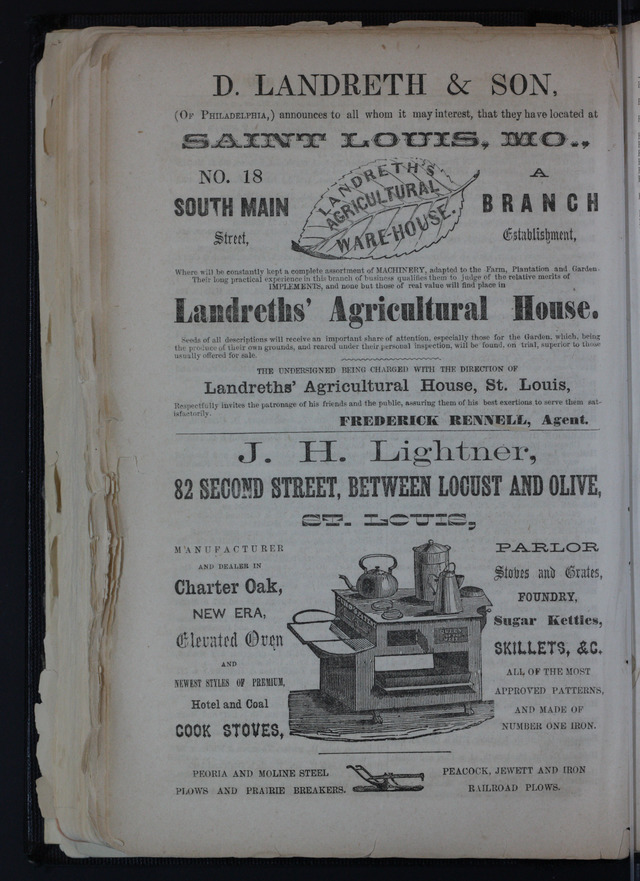 D. LANDRETH & SON,
(OF PHILADELPHIA,) announces to all whom it may interest, that they have located at
SAINT LOUIS, MO.,
NO. 18
SOUTH MAIN
Street,
LANDRETH'S
AGRICULTURAL
WARE-HOUSE.
A
BRANCH
Establishment,
Where will be constantly kept a complete assortment of MACHINERY, adapted to the Farm, Plantation and Garden.
Their long practical experience in this branch of business qualifies them to judge of the relative merits of
IMPLEMENTS, and none but those of real value will find place in
Landreths' Agricultural House.
Seeds of all descriptions will receive an important share of attention, especially those for the Garden, which, being
the produce of their own grounds, and reared under their personal inspection, will be found, on trial, superior to those
usually offered for sale.
THE UNDERSIGNED BEING CHARGED WITH THE DIRECTION OF
Landreths' Agricultural House, St. Louis,
Respectfully invites the patronage of his friends and the public, assuring them of his best exertions to serve them sat-
isfactorily.
FREDERICK RENNELL, Agent.
J. H. Lightner,
82 SECOND STREET, BETWEEN LOCUST AND OLIVE,
ST. LOUIS,
MANUFACTURER
AND DEALER IN
Charter Oak,
NEW ERA,
Elevated Oven
AND
NEWEST STYLES OF PREMIUM,
Hotel and Coal
COOK STOVES,
PARLOR
Stoves and Grates,
FOUNDRY,
Sugar Kettles,
SKILLETS, &C.
ALL OF THE MOST
APPROVED PATTERNS,
AND MADE OF
NUMBER ONE IRON.
PEORIA AND MOLINE STEEL
PLOWS AND PRAIRIE BREAKERS.
PEACOCK, JEWETT AND IRON
RAILROAD PLOWS.